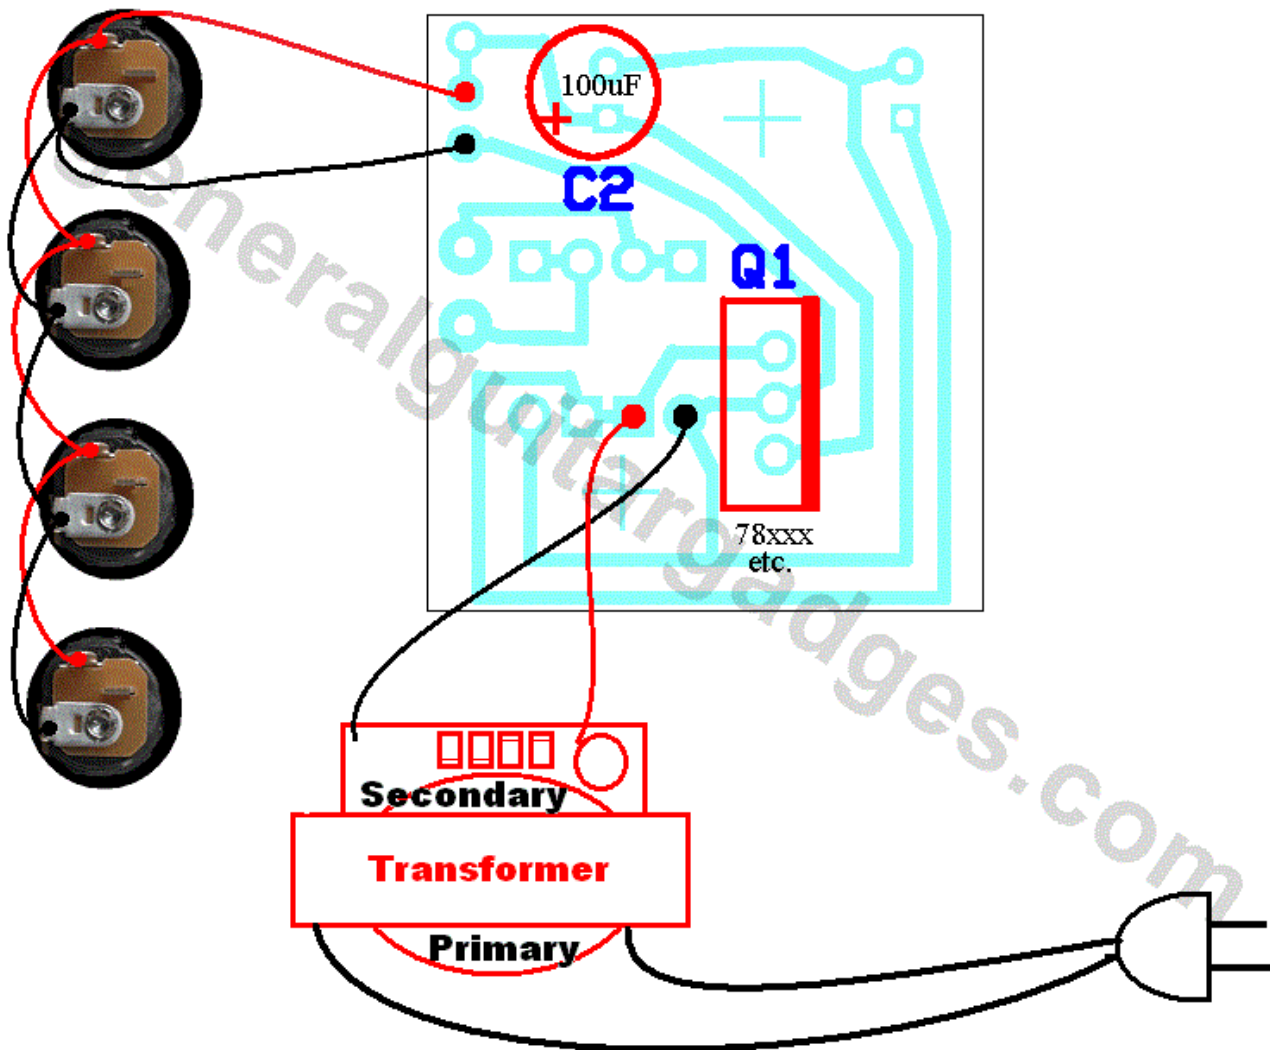 100uF
+
C2
Q1
78xxx
etc.
Secondary
Transformer
Primary
generalguitargadges.com